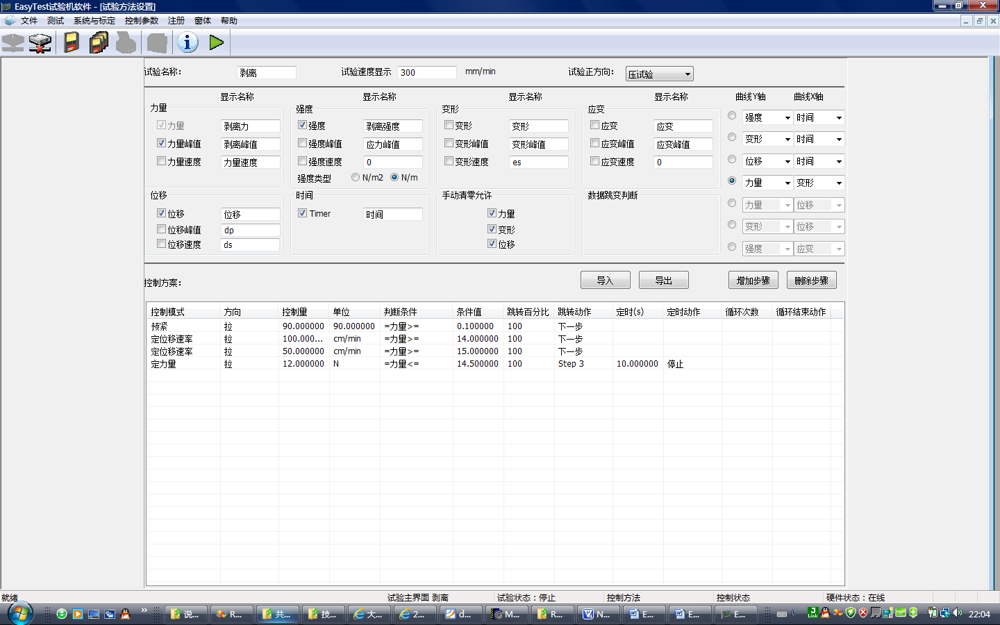 EasyTest试验机软件 - [试验方法设置]
文件 测试 系统与标定 控制参数 注册 窗体 帮助
试验名称： 剥离 试验速度显示 300 mm/min 试验正方向： 压试验
显示名称 显示名称 显示名称 显示名称 曲线Y轴 曲线X轴
力量 强度 变形 应变
力量 剥离力 强度 剥离强度 变形 变形 应变 应变 强度 时间
力量峰值 剥离峰值 强度峰值 应力峰值 变形峰值 变形峰值 应变峰值 应变峰值 变形 时间
力量速度 力量速度 强度速度 0 变形速度 es 应变速度 0 位移 时间
强度类型 N/m2 N/m 力量 变形
位移 时间 手动清零允许 数据跳变判断
力量 位移
位移 位移 Timer 时间 力量
位移峰值 dp 变形 变形 位移
位移速度 ds 位移 强度 应变
控制方案： 导入 导出 增加步骤 删除步骤
控制模式 方向 控制量 单位 判断条件 条件值 跳转百分比 跳转动作 定时(s) 定时动作 循环次数 循环结束动作
预紧 拉 90.000000 90.000000 =力量>= 0.100000 100 下一步
定位移速率 拉 100.000... cm/min =力量>= 14.000000 100 下一步
定位移速率 拉 50.000000 cm/min =力量>= 15.000000 100 下一步
定力量 拉 12.000000 N =力量<= 14.500000 100 Step 3 10.000000 停止
就绪 试验主界面 剥离 试验状态：停止 控制方法 控制状态 硬件状态：在线
» 说... R... 共... 技... 大... 2... d... M... R... N... E... E... E... J Link 22:04